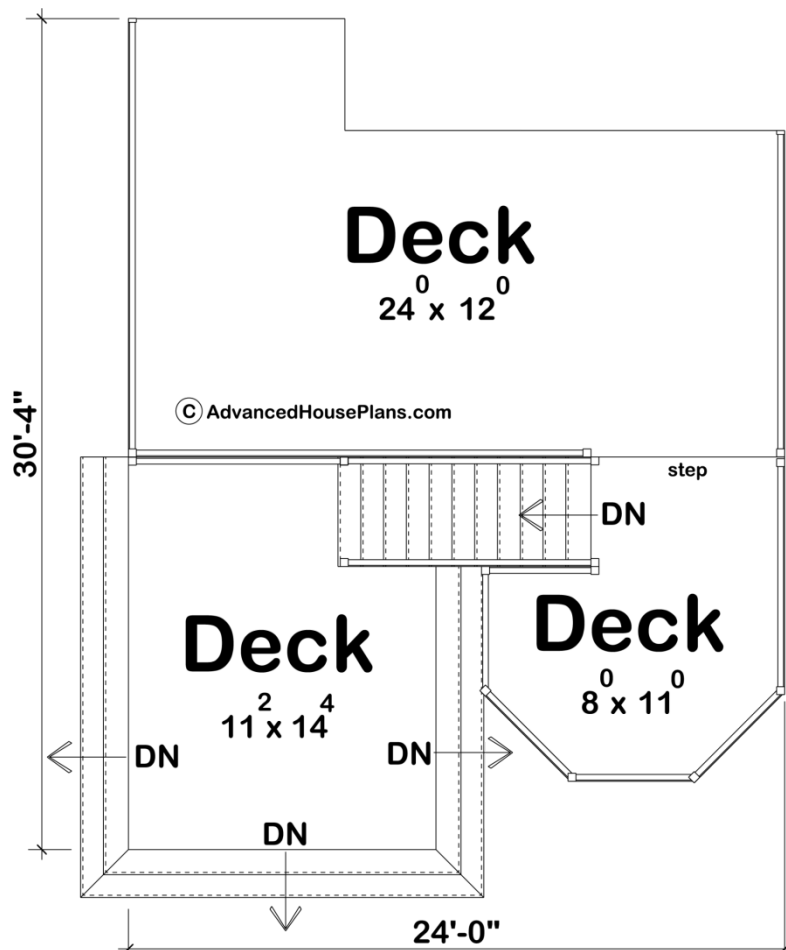 Deck
24⁰ x 12⁰
© AdvancedHousePlans.com
30'-4"
step
DN
Deck
8⁰ x 11⁰
Deck
11² x 14⁴
DN
DN
DN
24'-0"